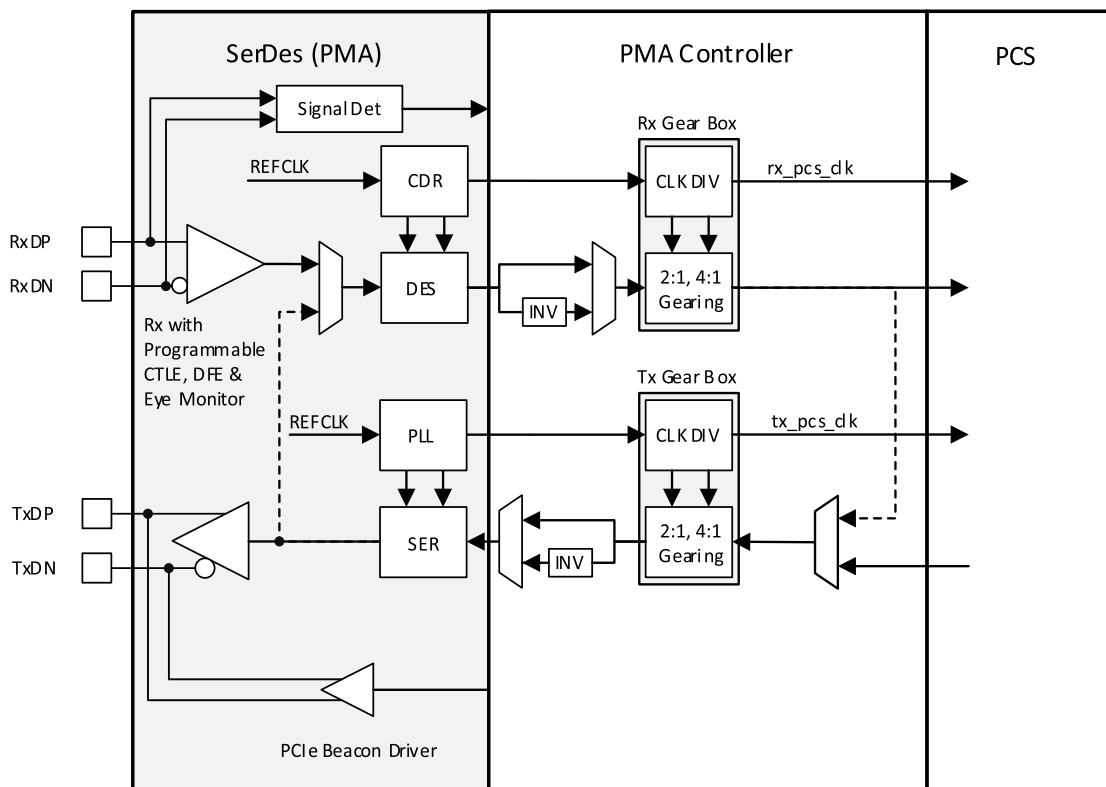 SerDes (PMA)
PMA Controller
PCS
Signal Det
Rx Gear Box
REFCLK
CDR
CLK DIV
rx_pcs_clk
RxDP
RxDN
DES
INV
2:1, 4:1
Gearing
Rx with
Programmable
CTLE, DFE &
Eye Monitor
Tx Gear Box
REFCLK
PLL
CLK DIV
tx_pcs_clk
TxDP
TxDN
SER
INV
2:1, 4:1
Gearing
PCIe Beacon Driver